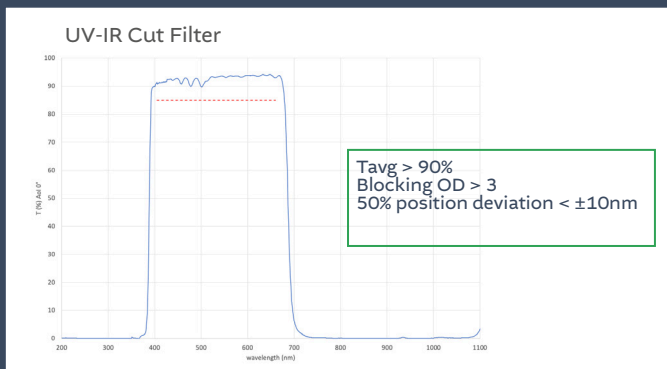 UV-IR Cut Filter
100
90
80
70
60
50
40
30
20
10
0
T (%) AoI 0°
200 300 400 500 600 700 800 900 1000 1100
wavelength (nm)
Tavg > 90%
Blocking OD > 3
50% position deviation < ±10nm